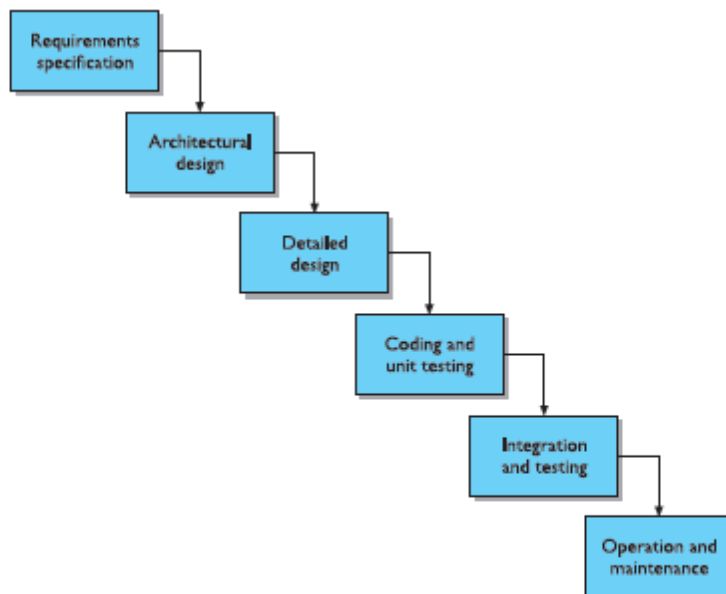 Requirements
specification
Architectural
design
Detailed
design
Coding and
unit testing
Integration
and testing
Operation and
maintenance